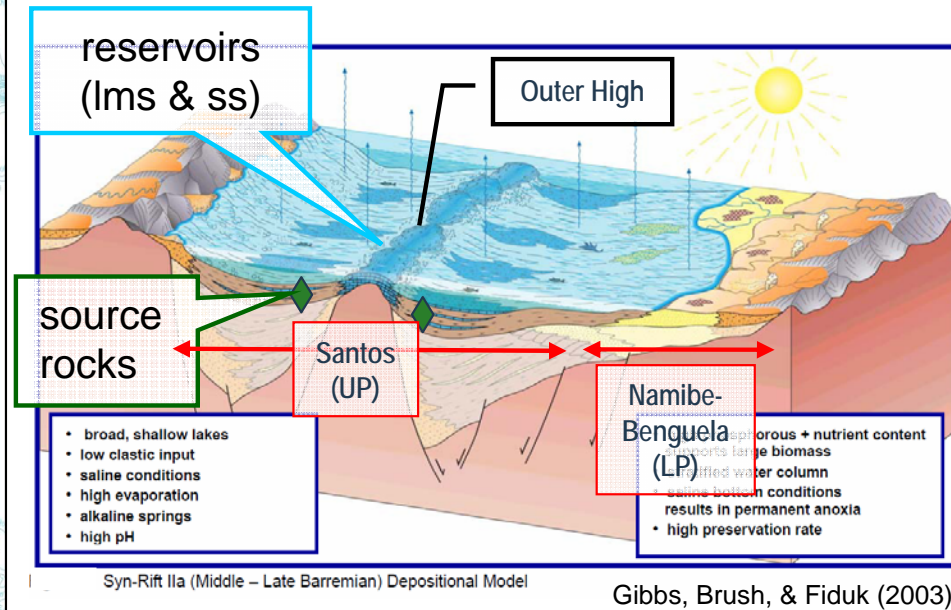 reservoirs
(lms & ss)
Outer High
source
rocks
Santos
(UP)
Namibe-
Benguela
(LP)
• broad, shallow lakes
• low clastic input
• saline conditions
• high evaporation
• alkaline springs
• high pH
+ nutrient content
supports large biomass
stratified water column
• saline bottom conditions
results in permanent anoxia
• high preservation rate
Syn-Rift IIa (Middle – Late Barremian) Depositional Model
Gibbs, Brush, & Fiduk (2003)